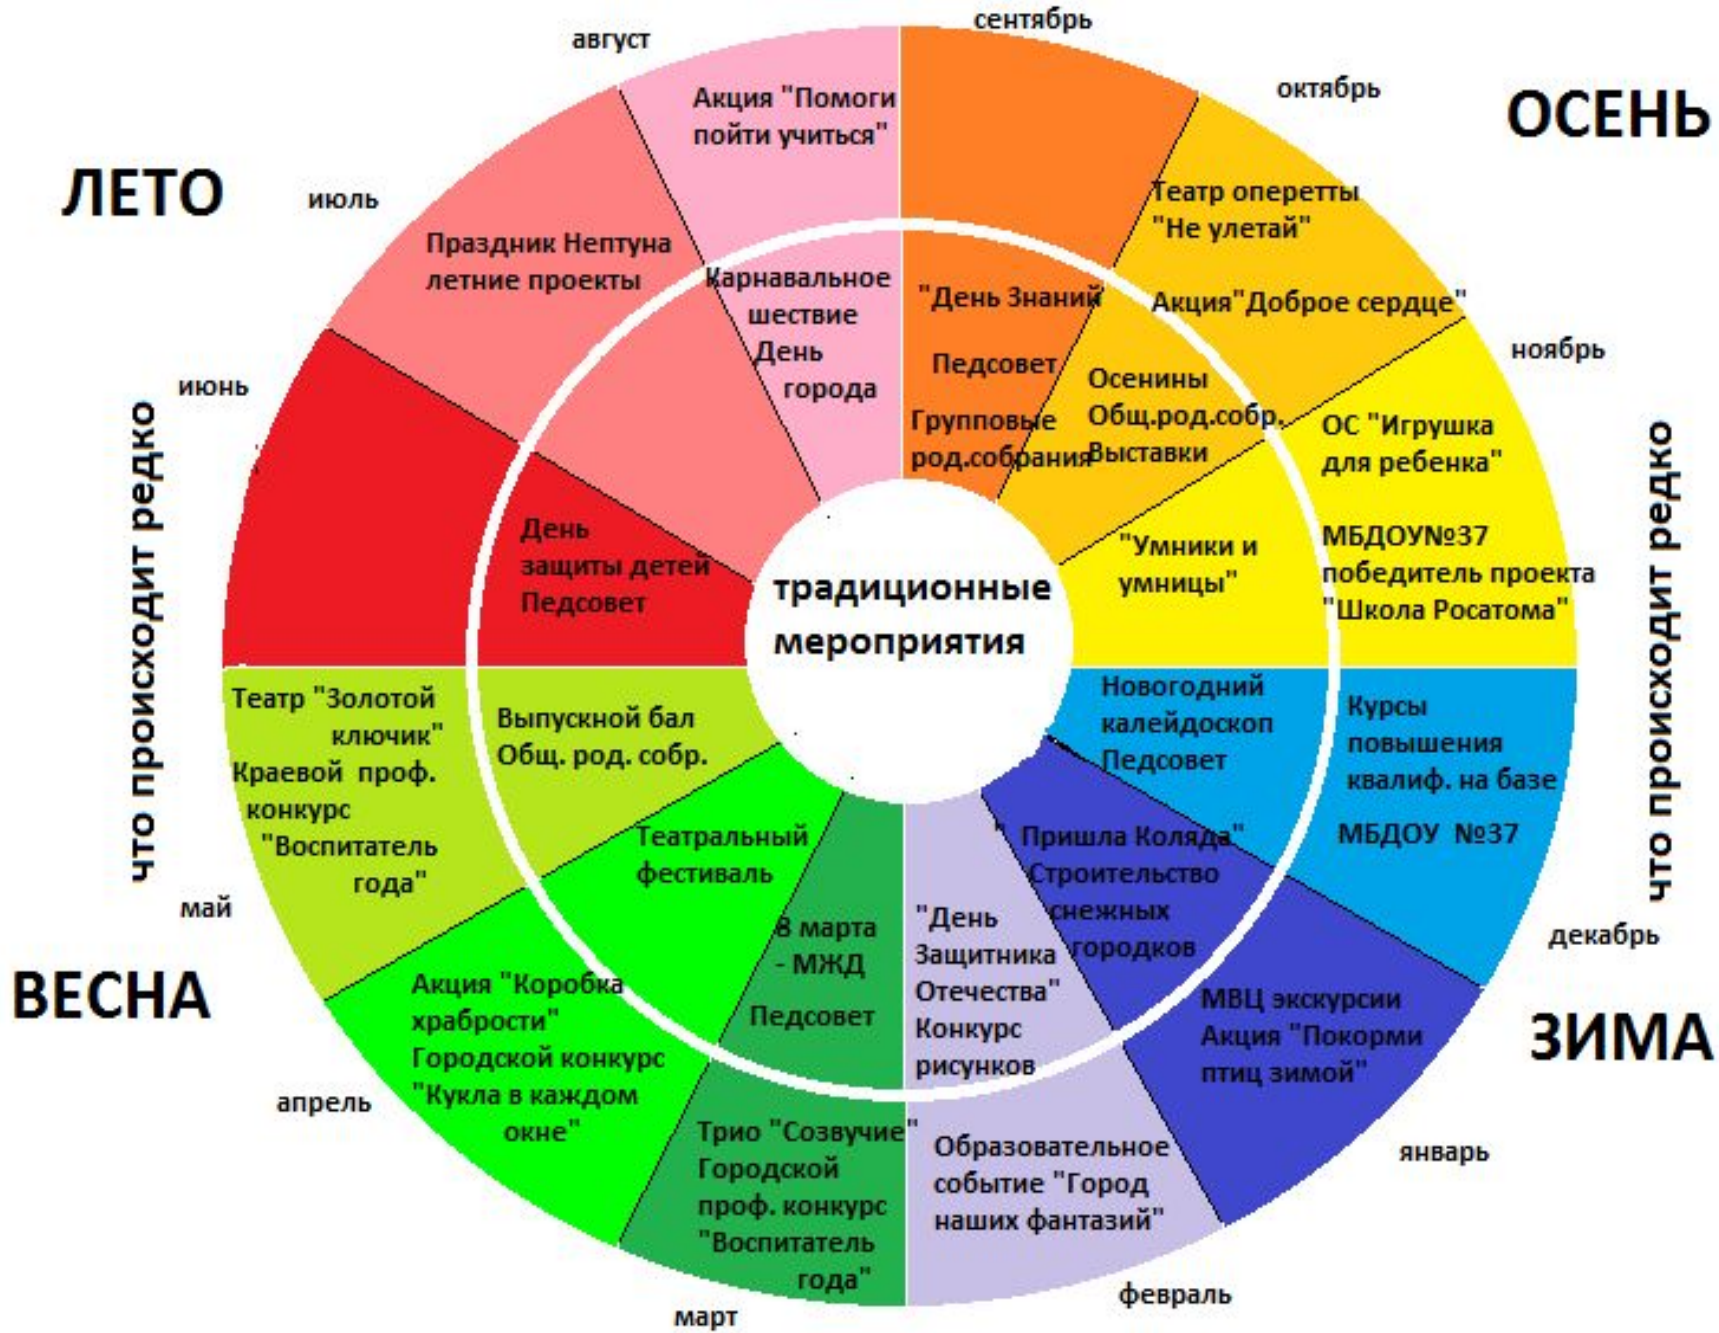 сентябрь
август
октябрь
ОСЕНЬ
ЛЕТО
июль
ноябрь
июнь
Акция "Помоги
пойти учиться"
Театр оперетты
"Не улетай"
Акция"Доброе сердце"
Праздник Нептуна
летние проекты
Карнавальное
шествие
День
города
"День Знаний
Педсовет
Групповые
род.собрания
Осенины
Общ.род.собр.
Выставки
ОС "Игрушка
для ребенка"
МБДОУ№37
победитель проекта
"Школа Росатома"
"Умники и
умницы"
День
защиты детей
Педсовет
традиционные
мероприятия
что происходит редко
что происходит редко
Театр "Золотой
ключик"
Краевой проф.
конкурс
"Воспитатель
года"
Выпускной бал
Общ. род. собр.
Новогодний
калейдоскоп
Педсовет
Курсы
повышения
квалиф. на базе
МБДОУ №37
Театральный
фестиваль
8 марта
- МЖД
Педсовет
"День
Защитника
Отечества"
Конкурс
рисунков
" Пришла Коляда"
Строительство
снежных
городков
май
декабрь
ВЕСНА
ЗИМА
Акция "Коробка
храбрости"
Городской конкурс
"Кукла в каждом
окне"
МВЦ экскурсии
Акция "Покорми
птиц зимой"
апрель
Трио "Созвучие"
Городской
проф. конкурс
"Воспитатель
года"
Образовательное
событие "Город
наших фантазий"
январь
февраль
март